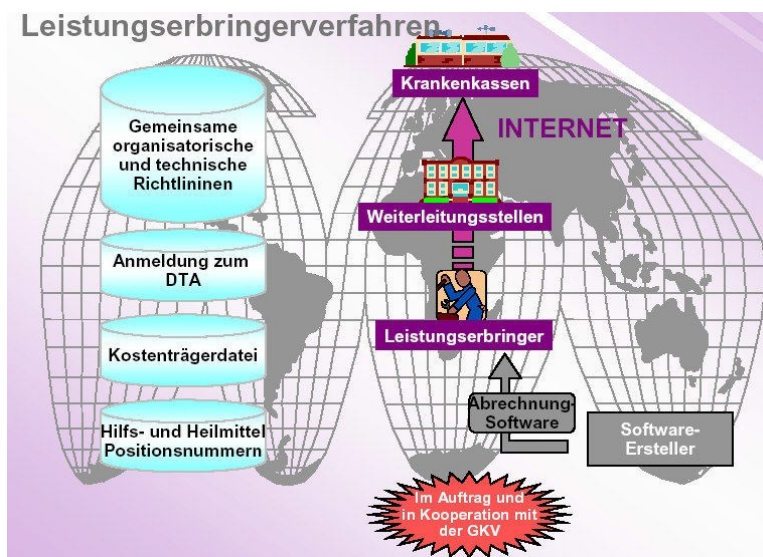 Leistungserbringerverfahren
Gemeinsame
organisatorische
und technische
Richtlininen
Anmeldung zum
DTA
Kostenträgerdatei
Hilfs- und Heilmittel
Positionsnummern
Krankenkassen
INTERNET
Weiterleitungsstellen
Leistungserbringer
Abrechnung-
Software
Software-
Ersteller
Im Auftrag und
in Kooperation mit
der GKV